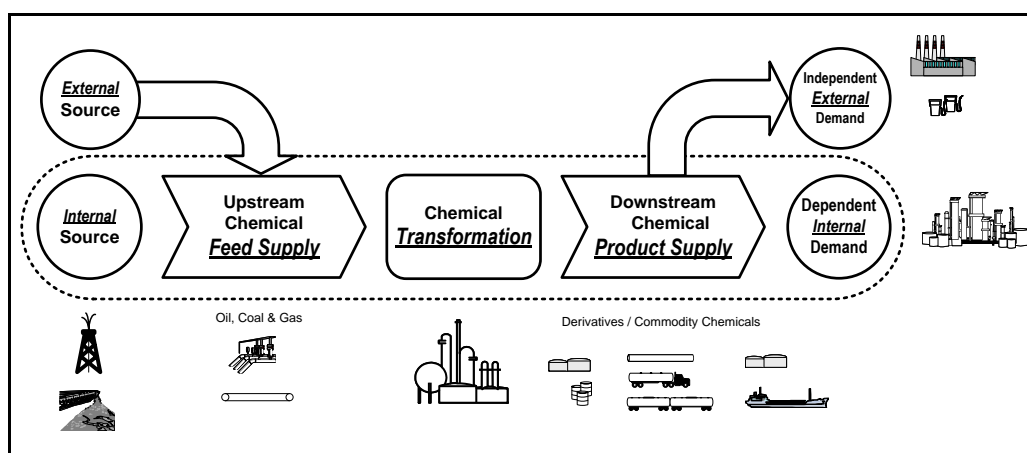 External
Source
Independent
External
Demand
Internal
Source
Upstream
Chemical
Feed Supply
Chemical
Transformation
Downstream
Chemical
Product Supply
Dependent
Internal
Demand
Oil, Coal & Gas
Derivatives / Commodity Chemicals